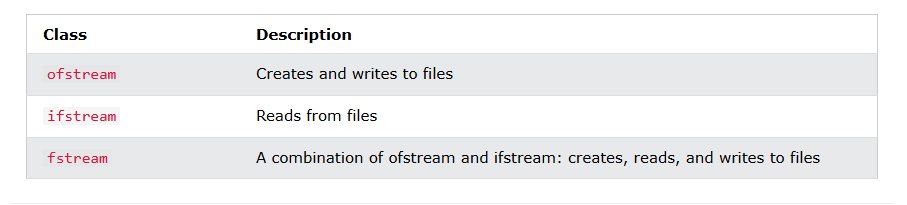 Class Description
ofstream Creates and writes to files
ifstream Reads from files
fstream A combination of ofstream and ifstream: creates, reads, and writes to files